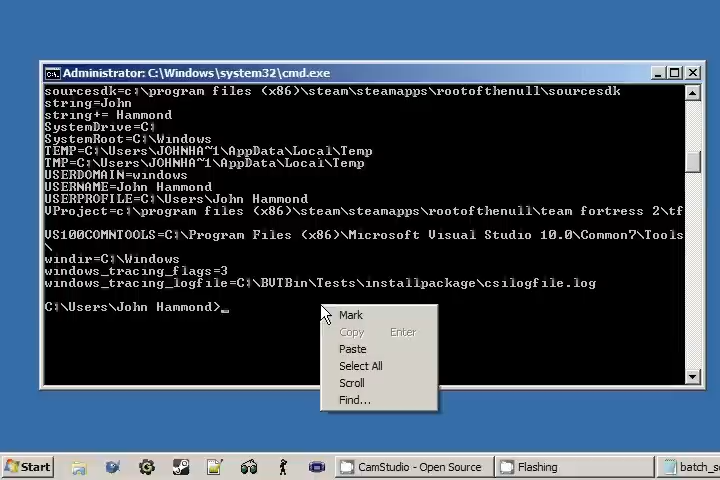 Administrator: C:\Windows\system32\cmd.exe
sourcesdk=c:\program files (x86)\steam\steamapps\rootofthenull\sourcesdk
string=John
string+= Hammond
SystemDrive=C:
SystemRoot=C:\Windows
TEMP=C:\Users\JOHNHA~1\AppData\Local\Temp
TMP=C:\Users\JOHNHA~1\AppData\Local\Temp
USERDOMAIN=windows
USERNAME=John Hammond
USERPROFILE=C:\Users\John Hammond
VProject=c:\program files (x86)\steam\steamapps\rootofthenull\team fortress 2\tf
VS100COMNTOOLS=C:\Program Files (x86)\Microsoft Visual Studio 10.0\Common7\Tools
\
windir=C:\Windows
windows_tracing_flags=3
windows_tracing_logfile=C:\BVTBin\Tests\installpackage\csilogfile.log
C:\Users\John Hammond>_
Mark
Copy Enter
Paste
Select All
Scroll
Find...
Start CamStudio - Open Source Flashing batch_s